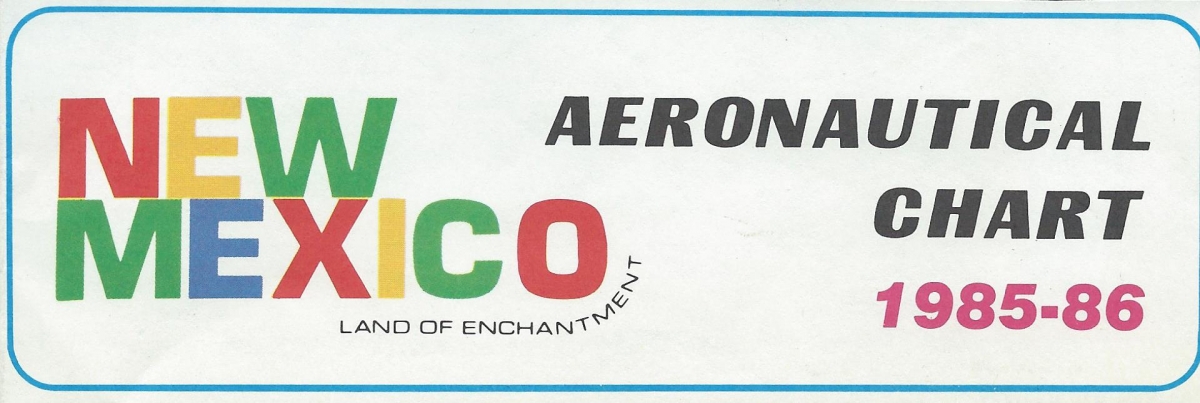 NEW
MEXICO
LAND OF ENCHANTMENT
AERONAUTICAL
CHART
1985-86